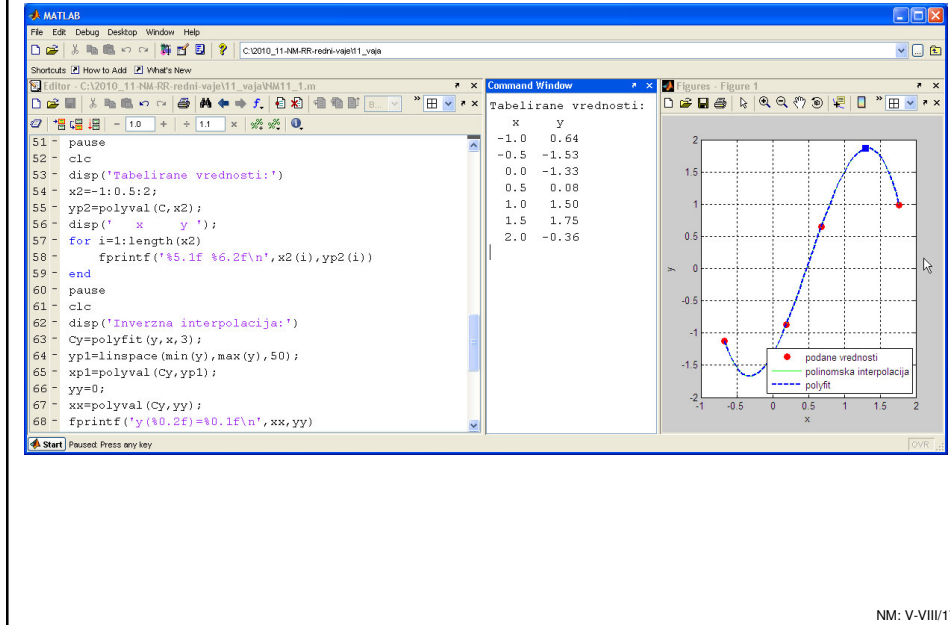 MATLAB
File Edit Debug Desktop Window Help
C:\2010_11-NM-RR-redni-vaje\11_vaja
Shortcuts How to Add What's New
Editor - C:\2010_11-NM-RR-redni-vaje\11_vaja\NM11_1.m
- 1.0 + ÷ 1.1 ×
51 - pause
52 - clc
53 - disp('Tabelirane vrednosti:')
54 - x2=-1:0.5:2;
55 - yp2=polyval(C,x2);
56 - disp('   x     y ');
57 - for i=1:length(x2)
58 -     fprintf('%5.1f %6.2f\n',x2(i),yp2(i))
59 - end
60 - pause
61 - clc
62 - disp('Inverzna interpolacija:')
63 - Cy=polyfit(y,x,3);
64 - yp1=linspace(min(y),max(y),50);
65 - xp1=polyval(Cy,yp1);
66 - yy=0;
67 - xx=polyval(Cy,yy);
68 - fprintf('y(%0.2f)=%0.1f\n',xx,yy)
Command Window
Tabelirane vrednosti:
x y
-1.0 0.64
-0.5 -1.53
0.0 -1.33
0.5 0.08
1.0 1.50
1.5 1.75
2.0 -0.36
Figures - Figure 1
2
1.5
1
0.5
0
-0.5
-1
-1.5
-2
y
podane vrednosti
polinomska interpolacija
polyfit
-1 -0.5 0 0.5 1 1.5 2
x
Start Paused: Press any key
OVR
NM: V-VIII/1